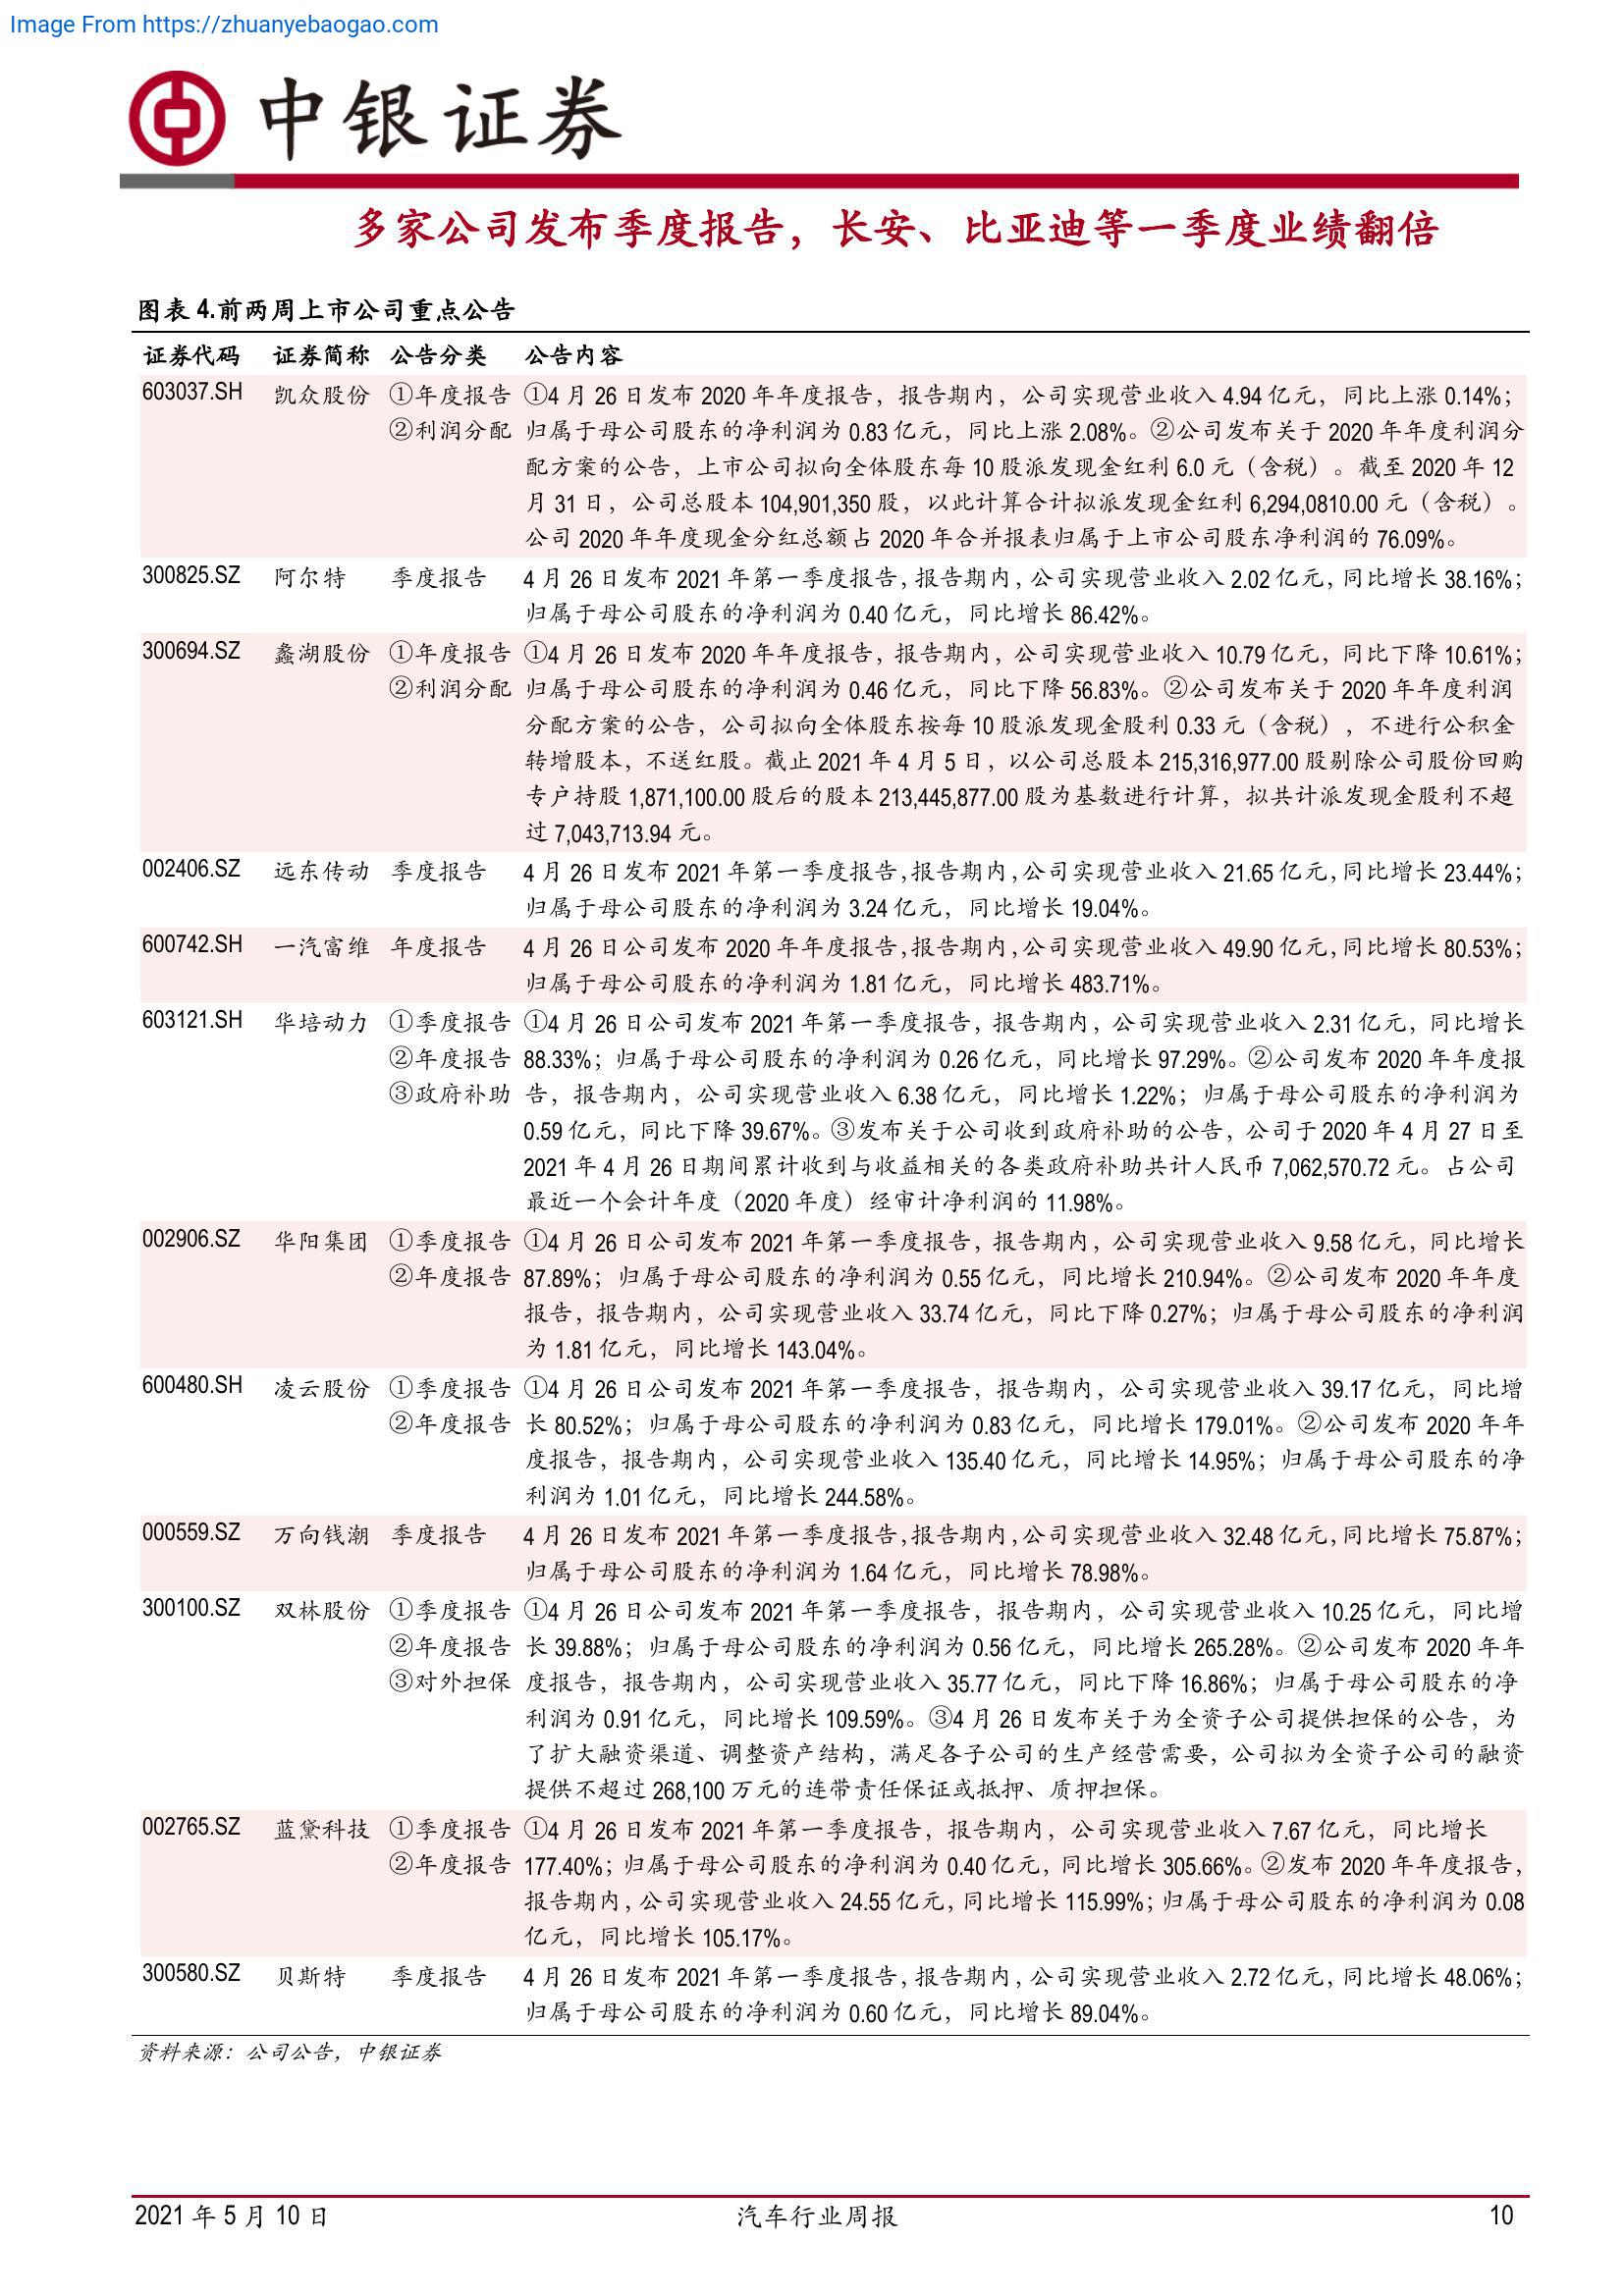 Image From https://zhuanyebaogao.com
中银证券
多家公司发布季度报告，长安、比亚迪等一季度业绩翻倍
图表 4.前两周上市公司重点公告
证券代码 证券简称 公告分类 公告内容
603037.SH 凯众股份 ①年度报告 ①4 月 26 日发布 2020 年年度报告，报告期内，公司实现营业收入 4.94 亿元，同比上涨 0.14%；
②利润分配 归属于母公司股东的净利润为 0.83 亿元，同比上涨 2.08%。②公司发布关于 2020 年年度利润分
配方案的公告，上市公司拟向全体股东每 10 股派发现金红利 6.0 元（含税）。截至 2020 年 12
月 31 日，公司总股本 104,901,350 股，以此计算合计拟派发现金红利 6,294,0810.00 元（含税）。
公司 2020 年年度现金分红总额占 2020 年合并报表归属于上市公司股东净利润的 76.09%。
300825.SZ 阿尔特 季度报告 4 月 26 日发布 2021 年第一季度报告，报告期内，公司实现营业收入 2.02 亿元，同比增长 38.16%；
归属于母公司股东的净利润为 0.40 亿元，同比增长 86.42%。
300694.SZ 蠡湖股份 ①年度报告 ①4 月 26 日发布 2020 年年度报告，报告期内，公司实现营业收入 10.79 亿元，同比下降 10.61%；
②利润分配 归属于母公司股东的净利润为 0.46 亿元，同比下降 56.83%。②公司发布关于 2020 年年度利润
分配方案的公告，公司拟向全体股东按每 10 股派发现金股利 0.33 元（含税），不进行公积金
转增股本，不送红股。截止 2021 年 4 月 5 日，以公司总股本 215,316,977.00 股剔除公司股份回购
专户持股 1,871,100.00 股后的股本 213,445,877.00 股为基数进行计算，拟共计派发现金股利不超
过 7,043,713.94 元。
002406.SZ 远东传动 季度报告 4 月 26 日发布 2021 年第一季度报告，报告期内，公司实现营业收入 21.65 亿元，同比增长 23.44%；
归属于母公司股东的净利润为 3.24 亿元，同比增长 19.04%。
600742.SH 一汽富维 年度报告 4 月 26 日公司发布 2020 年年度报告，报告期内，公司实现营业收入 49.90 亿元，同比增长 80.53%；
归属于母公司股东的净利润为 1.81 亿元，同比增长 483.71%。
603121.SH 华培动力 ①季度报告 ①4 月 26 日公司发布 2021 年第一季度报告，报告期内，公司实现营业收入 2.31 亿元，同比增长
②年度报告 88.33%；归属于母公司股东的净利润为 0.26 亿元，同比增长 97.29%。②公司发布 2020 年年度报
③政府补助 告，报告期内，公司实现营业收入 6.38 亿元，同比增长 1.22%；归属于母公司股东的净利润为
0.59 亿元，同比下降 39.67%。③发布关于公司收到政府补助的公告，公司于 2020 年 4 月 27 日至
2021 年 4 月 26 日期间累计收到与收益相关的各类政府补助共计人民币 7,062,570.72 元。占公司
最近一个会计年度（2020 年度）经审计净利润的 11.98%。
002906.SZ 华阳集团 ①季度报告 ①4 月 26 日公司发布 2021 年第一季度报告，报告期内，公司实现营业收入 9.58 亿元，同比增长
②年度报告 87.89%；归属于母公司股东的净利润为 0.55 亿元，同比增长 210.94%。②公司发布 2020 年年度
报告，报告期内，公司实现营业收入 33.74 亿元，同比下降 0.27%；归属于母公司股东的净利润
为 1.81 亿元，同比增长 143.04%。
600480.SH 凌云股份 ①季度报告 ①4 月 26 日公司发布 2021 年第一季度报告，报告期内，公司实现营业收入 39.17 亿元，同比增
②年度报告 长 80.52%；归属于母公司股东的净利润为 0.83 亿元，同比增长 179.01%。②公司发布 2020 年年
度报告，报告期内，公司实现营业收入 135.40 亿元，同比增长 14.95%；归属于母公司股东的净
利润为 1.01 亿元，同比增长 244.58%。
000559.SZ 万向钱潮 季度报告 4 月 26 日发布 2021 年第一季度报告，报告期内，公司实现营业收入 32.48 亿元，同比增长 75.87%；
归属于母公司股东的净利润为 1.64 亿元，同比增长 78.98%。
300100.SZ 双林股份 ①季度报告 ①4 月 26 日公司发布 2021 年第一季度报告，报告期内，公司实现营业收入 10.25 亿元，同比增
②年度报告 长 39.88%；归属于母公司股东的净利润为 0.56 亿元，同比增长 265.28%。②公司发布 2020 年年
③对外担保 度报告，报告期内，公司实现营业收入 35.77 亿元，同比下降 16.86%；归属于母公司股东的净
利润为 0.91 亿元，同比增长 109.59%。③4 月 26 日发布关于为全资子公司提供担保的公告，为
了扩大融资渠道、调整资产结构，满足各子公司的生产经营需要，公司拟为全资子公司的融资
提供不超过 268,100 万元的连带责任保证或抵押、质押担保。
002765.SZ 蓝黛科技 ①季度报告 ①4 月 26 日发布 2021 年第一季度报告，报告期内，公司实现营业收入 7.67 亿元，同比增长
②年度报告 177.40%；归属于母公司股东的净利润为 0.40 亿元，同比增长 305.66%。②发布 2020 年年度报告，
报告期内，公司实现营业收入 24.55 亿元，同比增长 115.99%；归属于母公司股东的净利润为 0.08
亿元，同比增长 105.17%。
300580.SZ 贝斯特 季度报告 4 月 26 日发布 2021 年第一季度报告，报告期内，公司实现营业收入 2.72 亿元，同比增长 48.06%；
归属于母公司股东的净利润为 0.60 亿元，同比增长 89.04%。
资料来源：公司公告，中银证券
2021 年 5 月 10 日 汽车行业周报 10